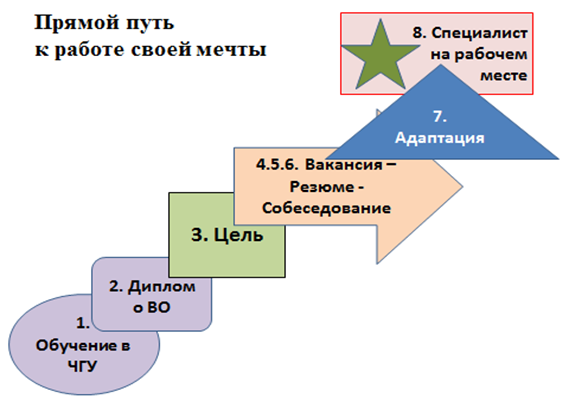 Прямой путь
к работе своей мечты
8. Специалист
на рабочем
месте
7.
Адаптация
4.5.6. Вакансия –
Резюме -
Собеседование
3. Цель
2. Диплом
о ВО
1.
Обучение в
ЧГУ